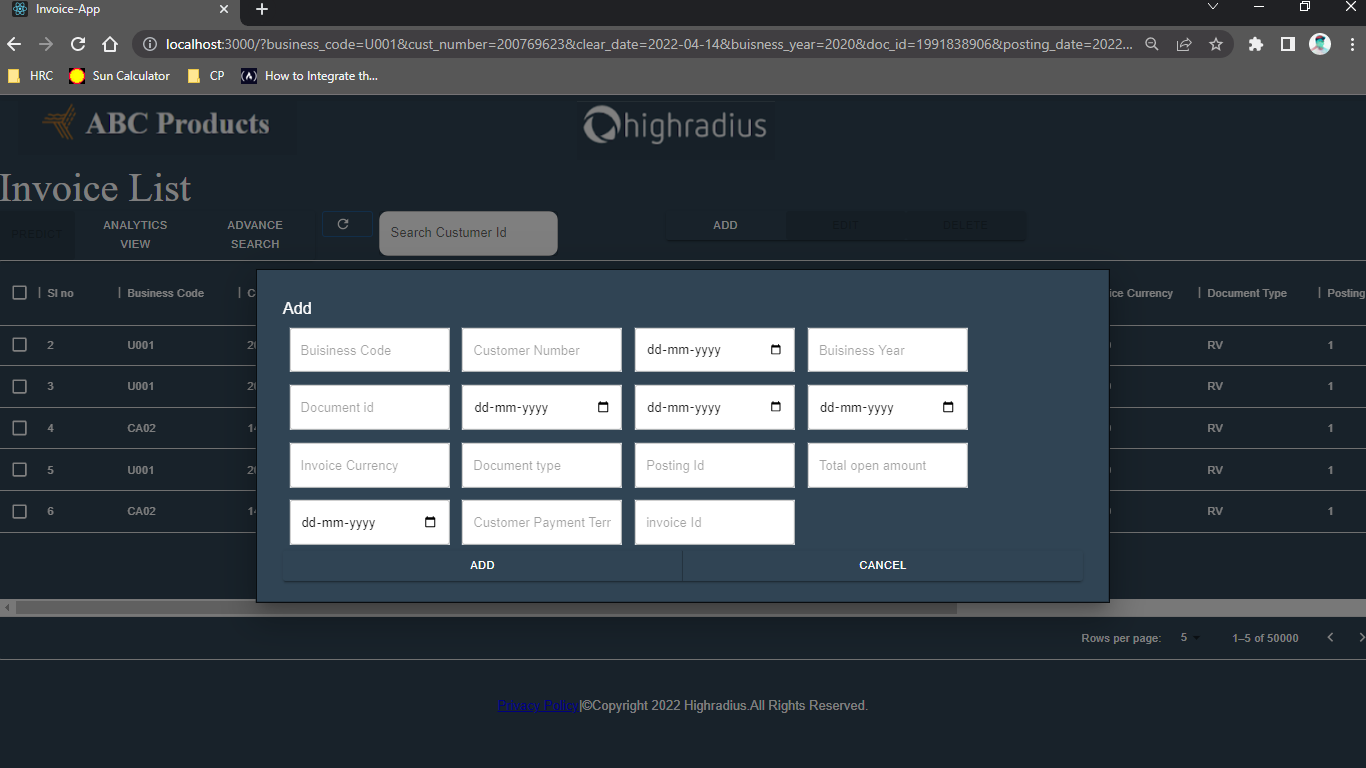 Invoice-App
localhost:3000/?business_code=U001&cust_number=200769623&clear_date=2022-04-14&buisness_year=2020&doc_id=1991838906&posting_date=2022...
HRC Sun Calculator CP How to Integrate th...
ABC Products highradius
Invoice List
PREDICT ANALYTICS VIEW ADVANCE SEARCH Search Custumer Id ADD EDIT DELETE
Sl no Business Code ice Currency Document Type Posting
2 U001 RV 1
3 U001 RV 1
4 CA02 RV 1
5 U001 RV 1
6 CA02 RV 1
Add
Buisiness Code Customer Number dd-mm-yyyy Buisiness Year
Document id dd-mm-yyyy dd-mm-yyyy dd-mm-yyyy
Invoice Currency Document type Posting Id Total open amount
dd-mm-yyyy Customer Payment Terr invoice Id
ADD CANCEL
Rows per page: 5 1–5 of 50000
Privacy Policy|©Copyright 2022 Highradius.All Rights Reserved.